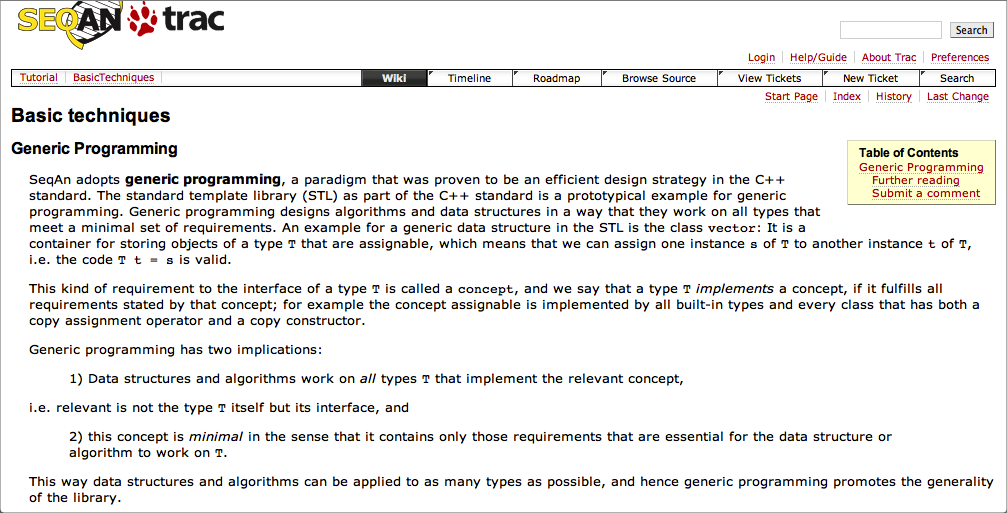 SEQAN trac
Search
Login Help/Guide About Trac Preferences
Tutorial BasicTechniques Wiki Timeline Roadmap Browse Source View Tickets New Ticket Search
Start Page Index History Last Change
Basic techniques
Generic Programming
Table of Contents
Generic Programming
Further reading
Submit a comment
SeqAn adopts generic programming, a paradigm that was proven to be an efficient design strategy in the C++
standard. The standard template library (STL) as part of the C++ standard is a prototypical example for generic
programming. Generic programming designs algorithms and data structures in a way that they work on all types that
meet a minimal set of requirements. An example for a generic data structure in the STL is the class vector: It is a
container for storing objects of a type T that are assignable, which means that we can assign one instance s of T to another instance t of T,
i.e. the code T t = s is valid.
This kind of requirement to the interface of a type T is called a concept, and we say that a type T implements a concept, if it fulfills all
requirements stated by that concept; for example the concept assignable is implemented by all built-in types and every class that has both a
copy assignment operator and a copy constructor.
Generic programming has two implications:
1) Data structures and algorithms work on all types T that implement the relevant concept,
i.e. relevant is not the type T itself but its interface, and
2) this concept is minimal in the sense that it contains only those requirements that are essential for the data structure or
algorithm to work on T.
This way data structures and algorithms can be applied to as many types as possible, and hence generic programming promotes the generality
of the library.